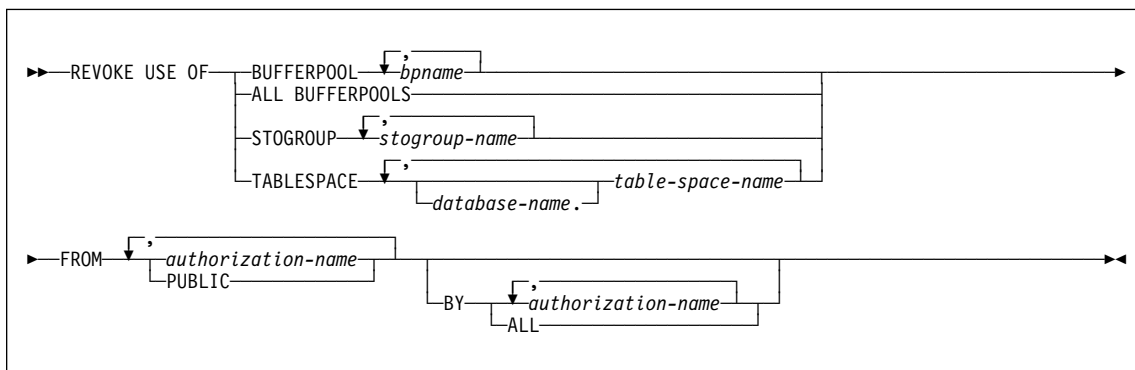 ,
REVOKE USE OF BUFFERPOOL bpname
ALL BUFFERPOOLS
,
STOGROUP stogroup-name
,
TABLESPACE table-space-name
database-name.
,
FROM authorization-name
PUBLIC
,
BY authorization-name
ALL